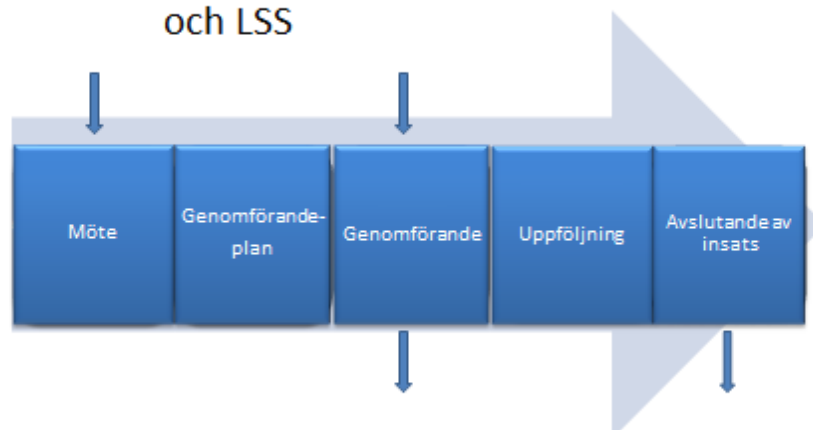 och LSS
Möte
Genomförande-
plan
Genomförande
Uppföljning
Avslutande av
insats